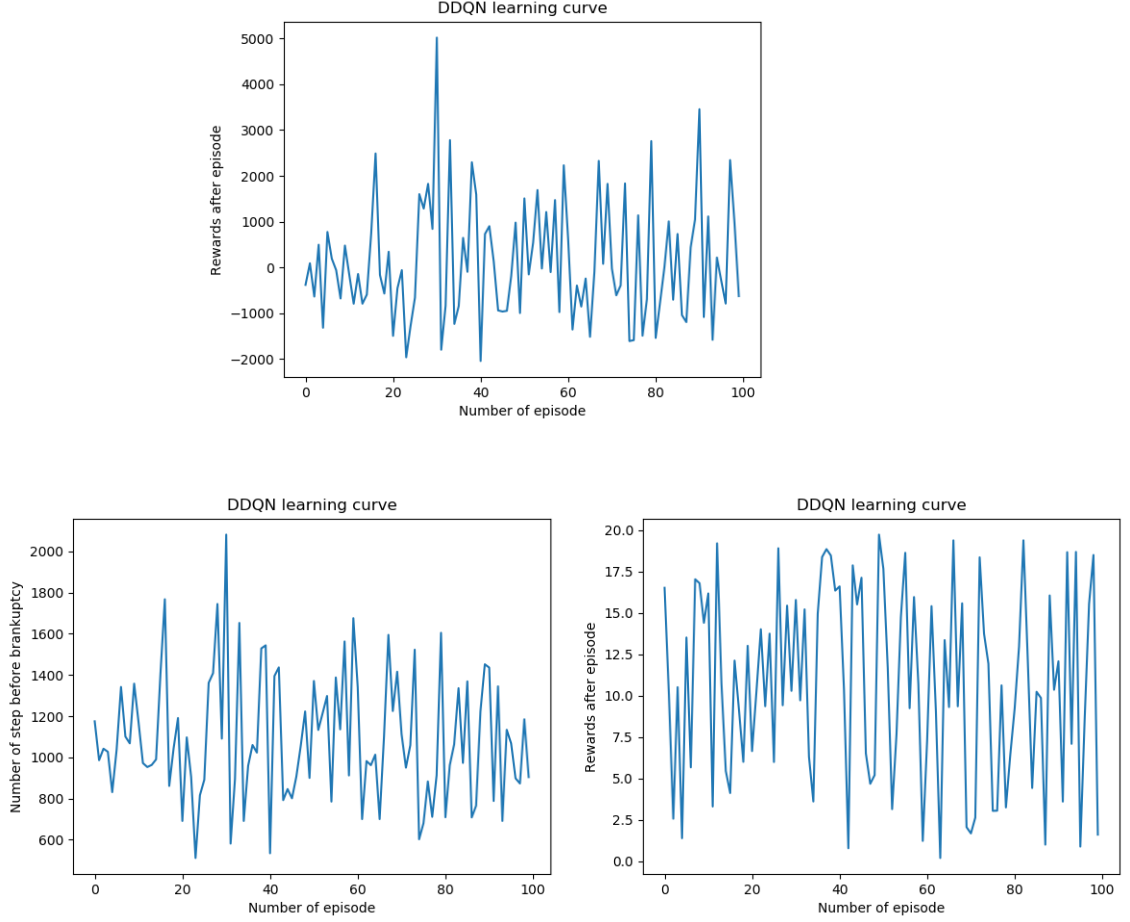 DDQN learning curve
Rewards after episode
5000
4000
3000
2000
1000
0
−1000
−2000
0 20 40 60 80 100
Number of episode
DDQN learning curve
Number of step before brankuptcy
2000
1800
1600
1400
1200
1000
800
600
0 20 40 60 80 100
Number of episode
DDQN learning curve
Rewards after episode
20.0
17.5
15.0
12.5
10.0
7.5
5.0
2.5
0.0
0 20 40 60 80 100
Number of episode